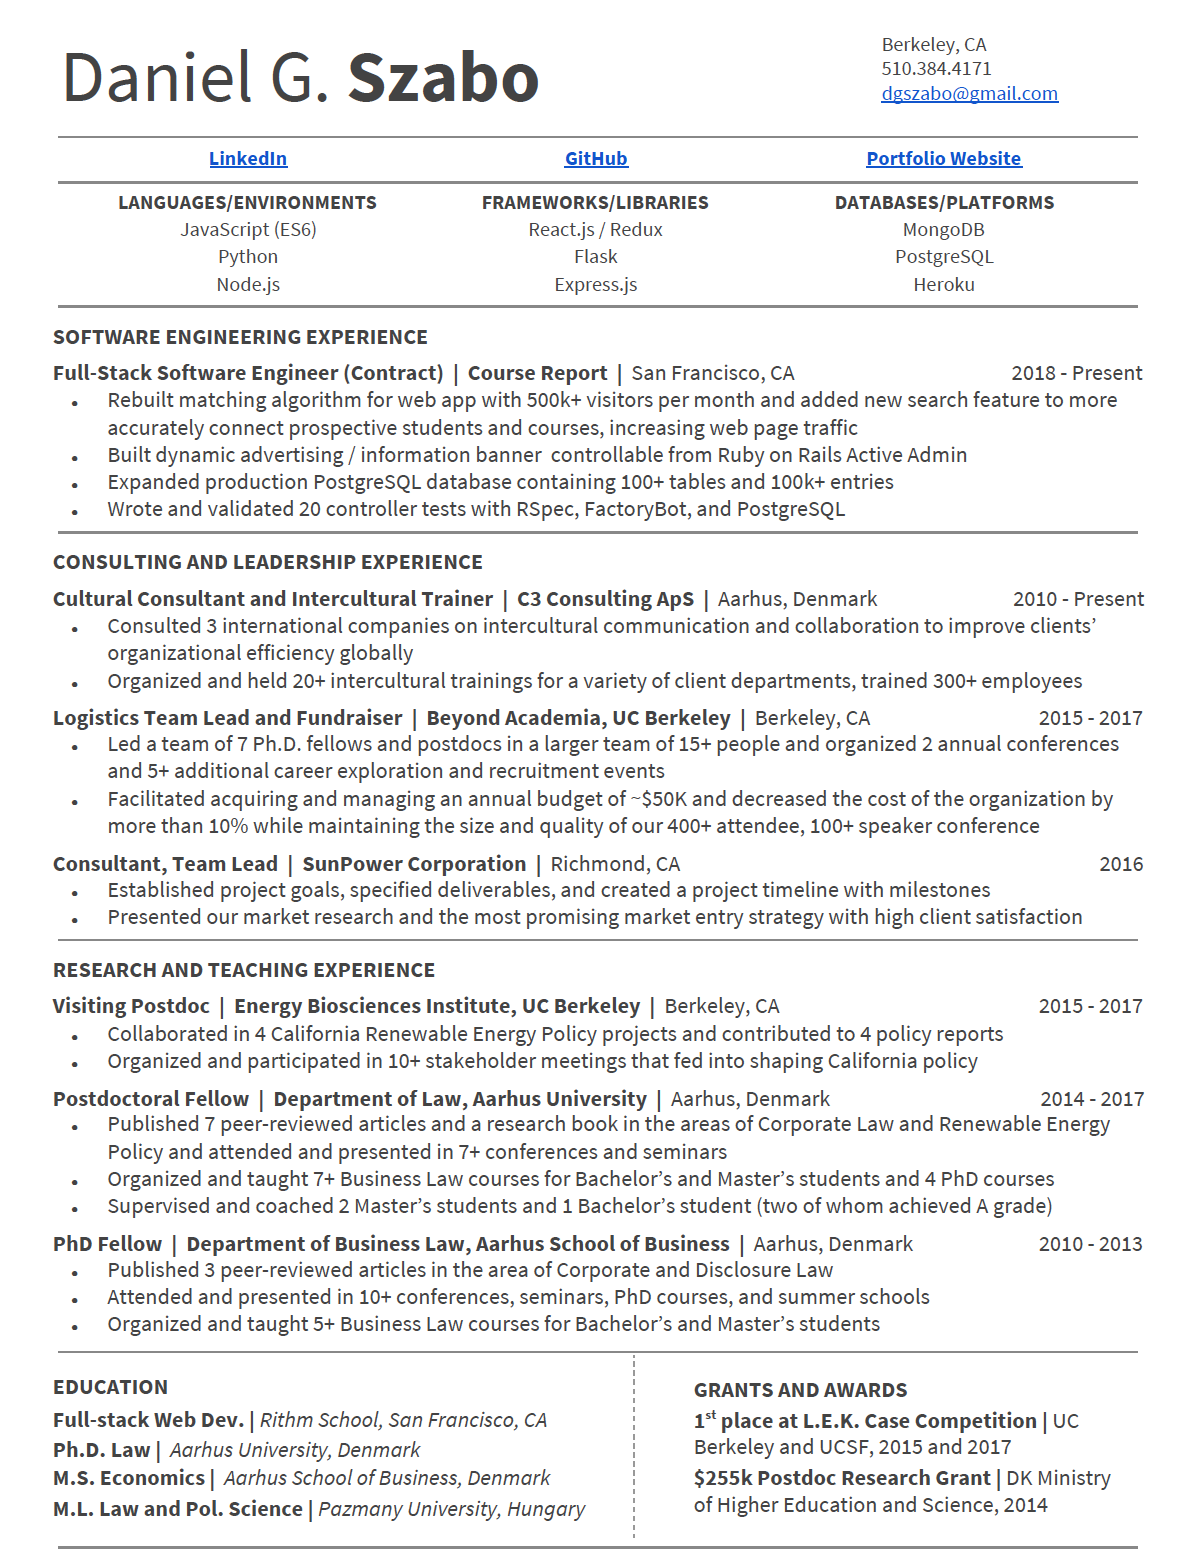 Daniel G. Szabo
Berkeley, CA
510.384.4171
dgszabo@gmail.com
LinkedIn GitHub Portfolio Website
LANGUAGES/ENVIRONMENTS FRAMEWORKS/LIBRARIES DATABASES/PLATFORMS
JavaScript (ES6) React.js / Redux MongoDB
Python Flask PostgreSQL
Node.js Express.js Heroku
SOFTWARE ENGINEERING EXPERIENCE
Full-Stack Software Engineer (Contract) | Course Report | San Francisco, CA 2018 - Present
• Rebuilt matching algorithm for web app with 500k+ visitors per month and added new search feature to more
accurately connect prospective students and courses, increasing web page traffic
• Built dynamic advertising / information banner controllable from Ruby on Rails Active Admin
• Expanded production PostgreSQL database containing 100+ tables and 100k+ entries
• Wrote and validated 20 controller tests with RSpec, FactoryBot, and PostgreSQL
CONSULTING AND LEADERSHIP EXPERIENCE
Cultural Consultant and Intercultural Trainer | C3 Consulting ApS | Aarhus, Denmark 2010 - Present
• Consulted 3 international companies on intercultural communication and collaboration to improve clients’
organizational efficiency globally
• Organized and held 20+ intercultural trainings for a variety of client departments, trained 300+ employees
Logistics Team Lead and Fundraiser | Beyond Academia, UC Berkeley | Berkeley, CA 2015 - 2017
• Led a team of 7 Ph.D. fellows and postdocs in a larger team of 15+ people and organized 2 annual conferences
and 5+ additional career exploration and recruitment events
• Facilitated acquiring and managing an annual budget of ~$50K and decreased the cost of the organization by
more than 10% while maintaining the size and quality of our 400+ attendee, 100+ speaker conference
Consultant, Team Lead | SunPower Corporation | Richmond, CA 2016
• Established project goals, specified deliverables, and created a project timeline with milestones
• Presented our market research and the most promising market entry strategy with high client satisfaction
RESEARCH AND TEACHING EXPERIENCE
Visiting Postdoc | Energy Biosciences Institute, UC Berkeley | Berkeley, CA 2015 - 2017
• Collaborated in 4 California Renewable Energy Policy projects and contributed to 4 policy reports
• Organized and participated in 10+ stakeholder meetings that fed into shaping California policy
Postdoctoral Fellow | Department of Law, Aarhus University | Aarhus, Denmark 2014 - 2017
• Published 7 peer-reviewed articles and a research book in the areas of Corporate Law and Renewable Energy
Policy and attended and presented in 7+ conferences and seminars
• Organized and taught 7+ Business Law courses for Bachelor’s and Master’s students and 4 PhD courses
• Supervised and coached 2 Master’s students and 1 Bachelor’s student (two of whom achieved A grade)
PhD Fellow | Department of Business Law, Aarhus School of Business | Aarhus, Denmark 2010 - 2013
• Published 3 peer-reviewed articles in the area of Corporate and Disclosure Law
• Attended and presented in 10+ conferences, seminars, PhD courses, and summer schools
• Organized and taught 5+ Business Law courses for Bachelor’s and Master’s students
EDUCATION
Full-stack Web Dev. | Rithm School, San Francisco, CA
Ph.D. Law | Aarhus University, Denmark
M.S. Economics | Aarhus School of Business, Denmark
M.L. Law and Pol. Science | Pazmany University, Hungary
GRANTS AND AWARDS
1st place at L.E.K. Case Competition | UC
Berkeley and UCSF, 2015 and 2017
$255k Postdoc Research Grant | DK Ministry
of Higher Education and Science, 2014